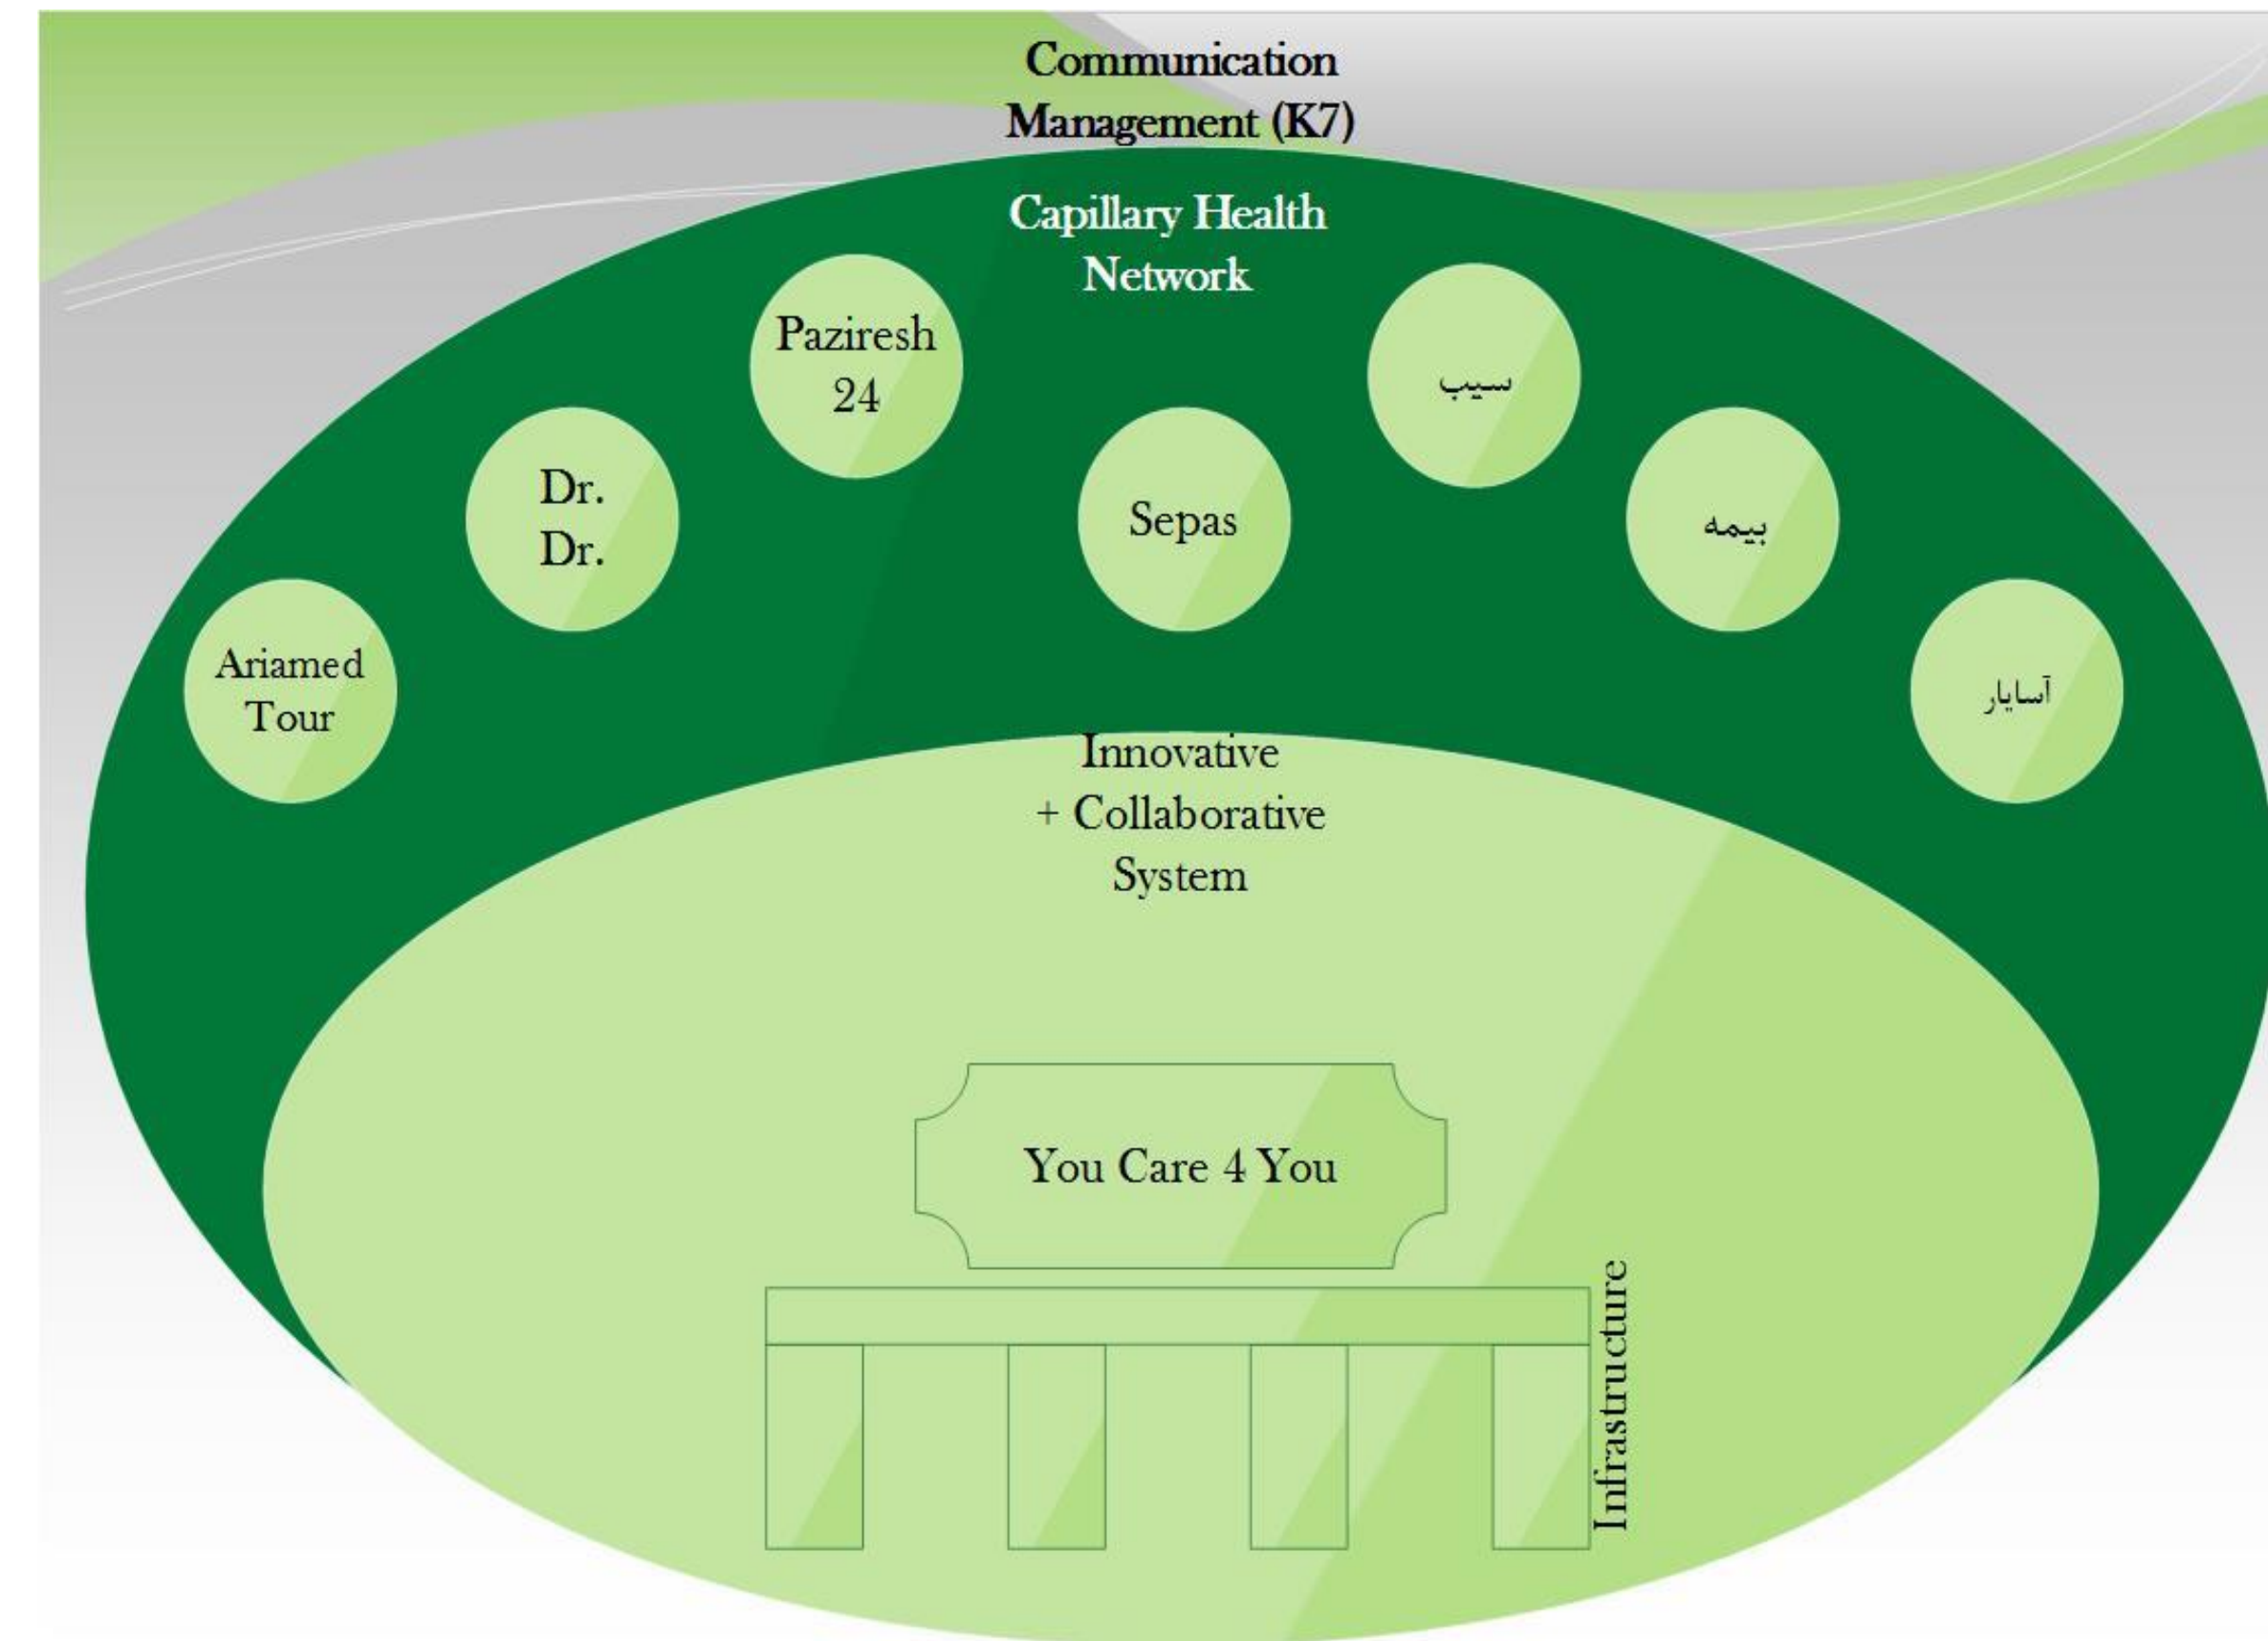 Communication
Management (K7)
Capillary Health
Network
Paziresh
24
سیب
Dr.
Dr.
Sepas
بیمه
Ariamed
Tour
آسایار
Innovative
+ Collaborative
System
You Care 4 You
Infrastructure